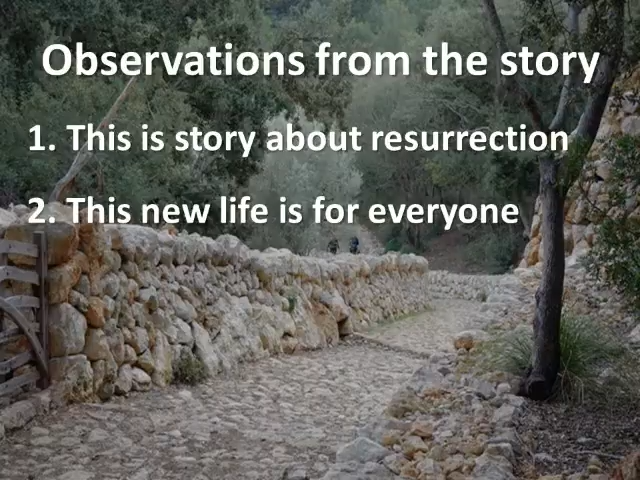 Observations from the story
1. This is story about resurrection
2. This new life is for everyone